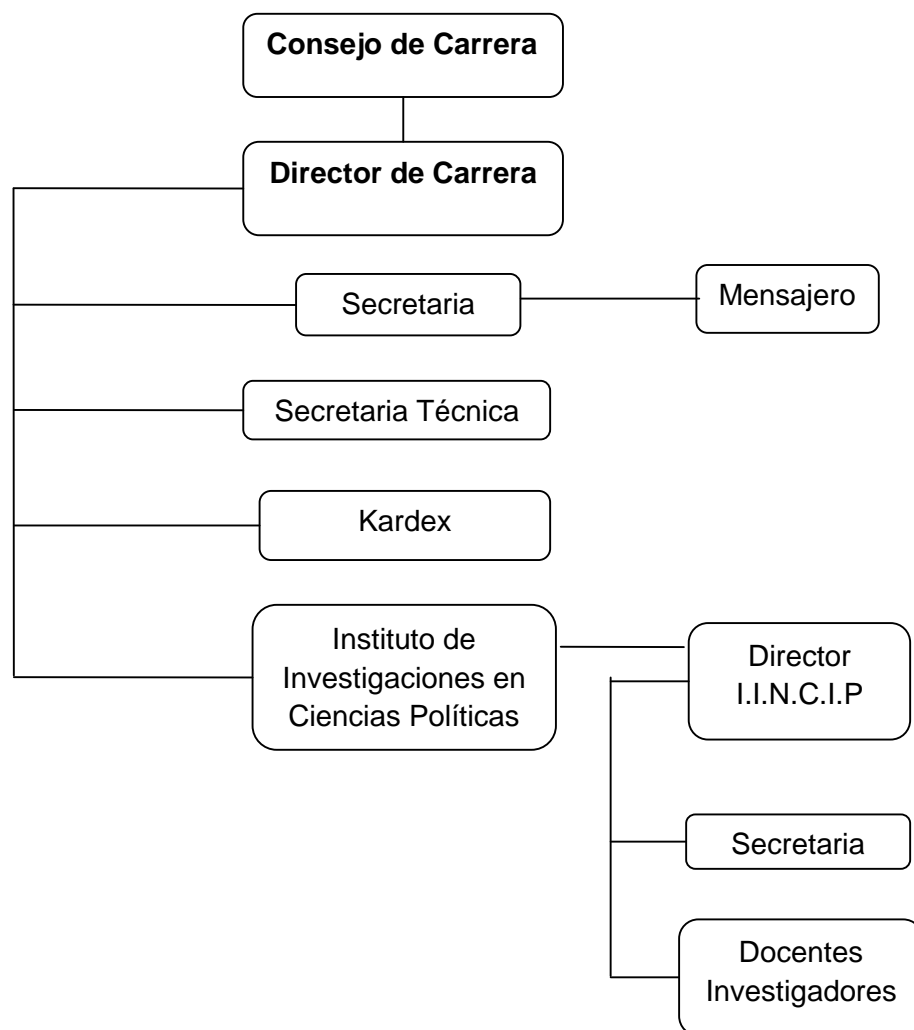 Consejo de Carrera
Director de Carrera
Secretaria
Mensajero
Secretaria Técnica
Kardex
Instituto de
Investigaciones en
Ciencias Políticas
Director
I.I.N.C.I.P
Secretaria
Docentes
Investigadores